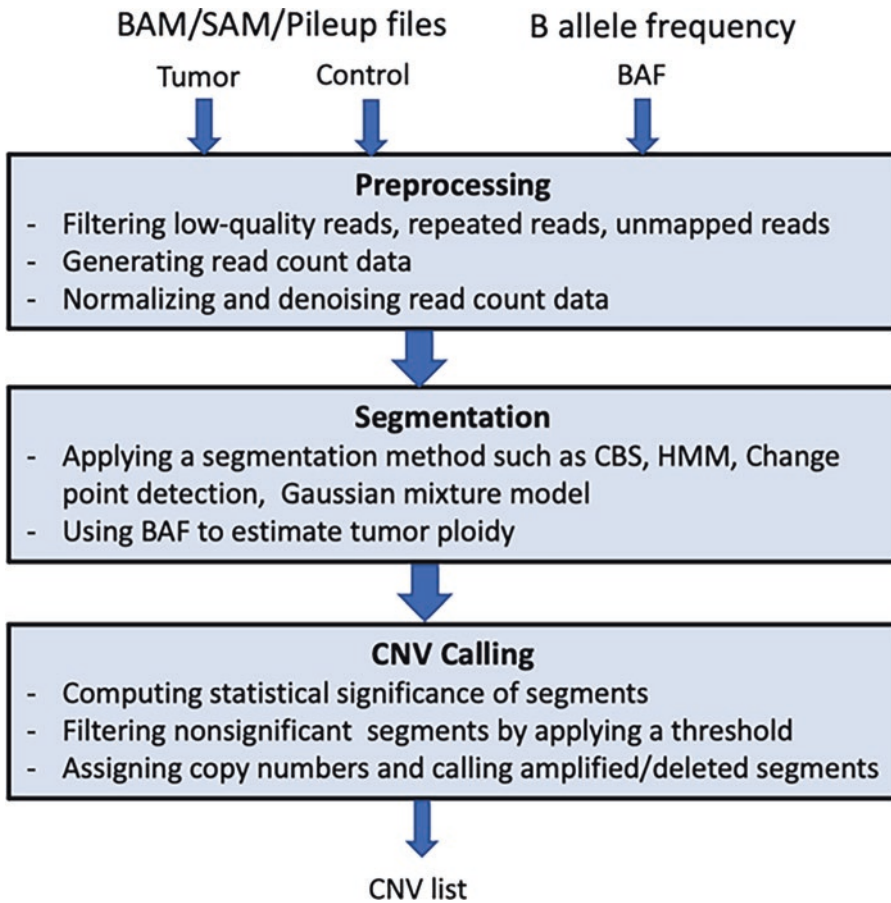 BAM/SAM/Pileup files
B allele frequency
Tumor
Control
BAF
Preprocessing
- Filtering low-quality reads, repeated reads, unmapped reads
- Generating read count data
- Normalizing and denoising read count data
Segmentation
- Applying a segmentation method such as CBS, HMM, Change
point detection, Gaussian mixture model
- Using BAF to estimate tumor ploidy
CNV Calling
- Computing statistical significance of segments
- Filtering nonsignificant segments by applying a threshold
- Assigning copy numbers and calling amplified/deleted segments
CNV list